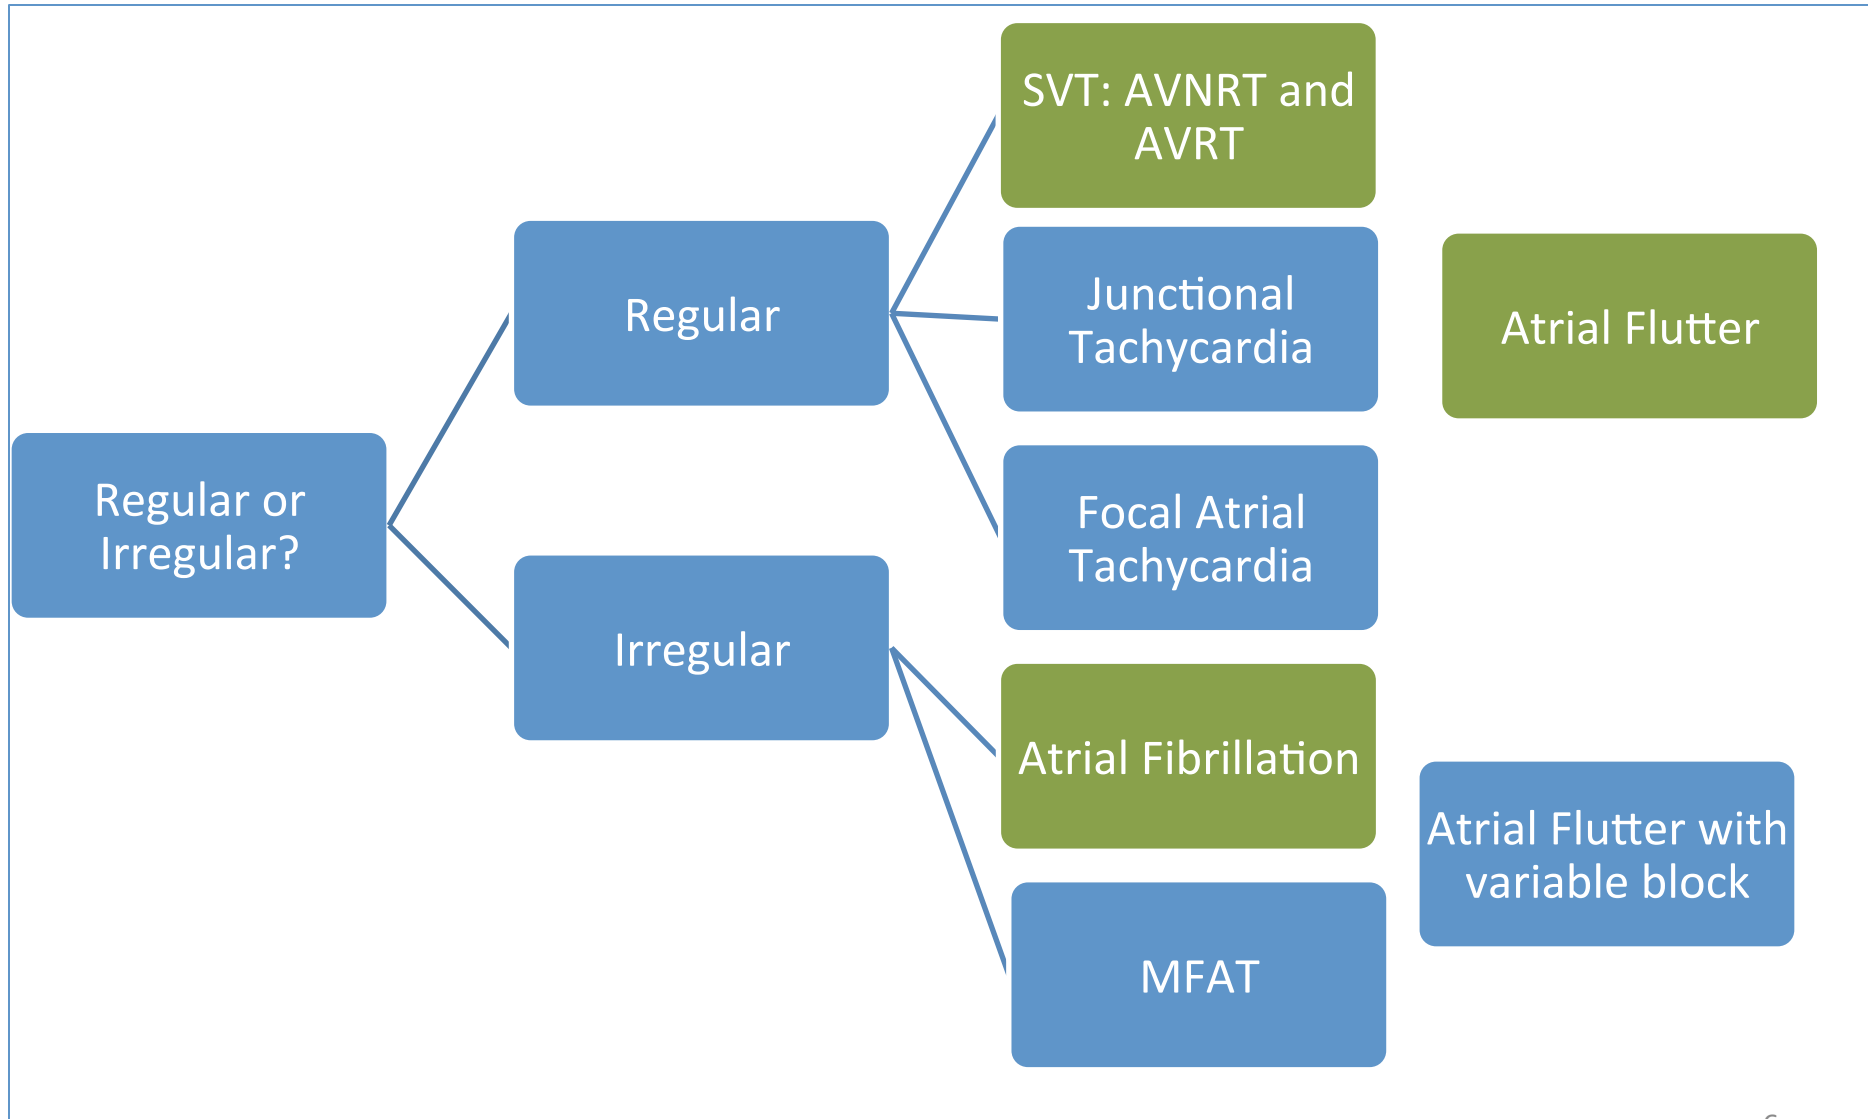 SVT: AVNRT and
AVRT
Regular
Junctional
Tachycardia
Atrial Flutter
Regular or
Irregular?
Focal Atrial
Tachycardia
Irregular
Atrial Fibrillation
Atrial Flutter with
variable block
MFAT